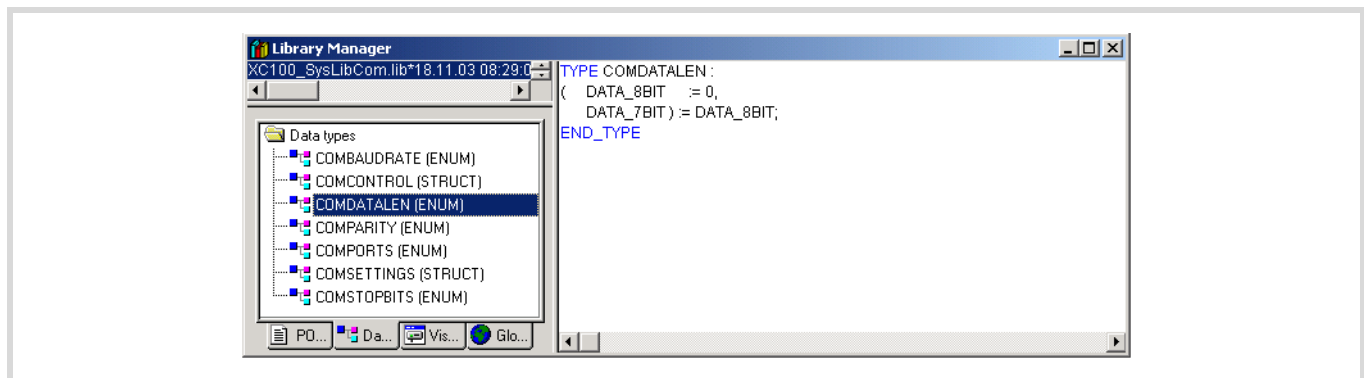 Library Manager
XC100_SysLibCom.lib*18.11.03 08:29:0
Data types
COMBAUDRATE (ENUM)
COMCONTROL (STRUCT)
COMDATALEN (ENUM)
COMPARITY (ENUM)
COMPORTS (ENUM)
COMSETTINGS (STRUCT)
COMSTOPBITS (ENUM)
PO... Da... Vis... Glo...
TYPE COMDATALEN :
( DATA_8BIT := 0,
DATA_7BIT ) := DATA_8BIT;
END_TYPE